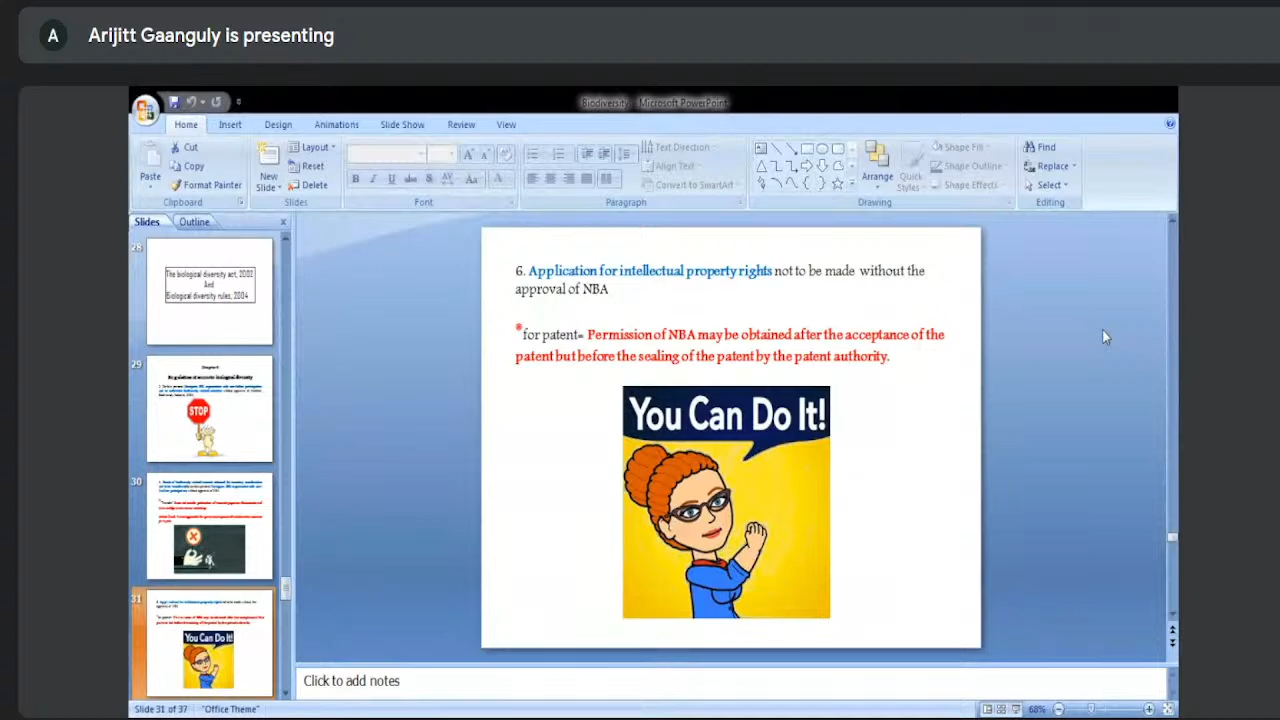 A
Arijitt Gaanguly is presenting
Biodiversity - Microsoft PowerPoint
Home Insert Design Animations Slide Show Review View
Paste
Cut
Copy
Format Painter
Clipboard
New Slide
Layout
Reset
Delete
Slides
Font
Text Direction
Align Text
Convert to SmartArt
Paragraph
Arrange
Quick Styles
Shape Fill
Shape Outline
Shape Effects
Drawing
Find
Replace
Select
Editing
Slides Outline
28
The biological diversity act, 2002
And
Biological diversity rules, 2004
29
STOP
30
31
You Can Do It!
6. Application for intellectual property rights not to be made without the
approval of NBA
*for patent= Permission of NBA may be obtained after the acceptance of the
patent but before the sealing of the patent by the patent authority.
You Can Do It!
Click to add notes
Slide 31 of 37 "Office Theme" 68%